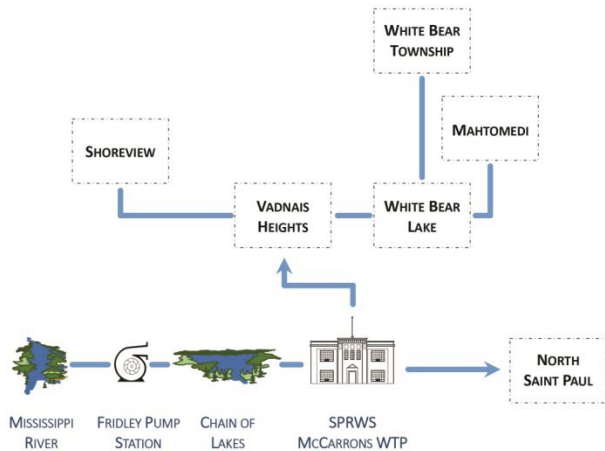 WHITE BEAR
TOWNSHIP
MAHTOMEDI
SHOREVIEW
VADNAIS
HEIGHTS
WHITE BEAR
LAKE
NORTH
SAINT PAUL
MISSISSIPPI
RIVER
FRIDLEY PUMP
STATION
CHAIN OF
LAKES
SPRWS
MCCARRONS WTP